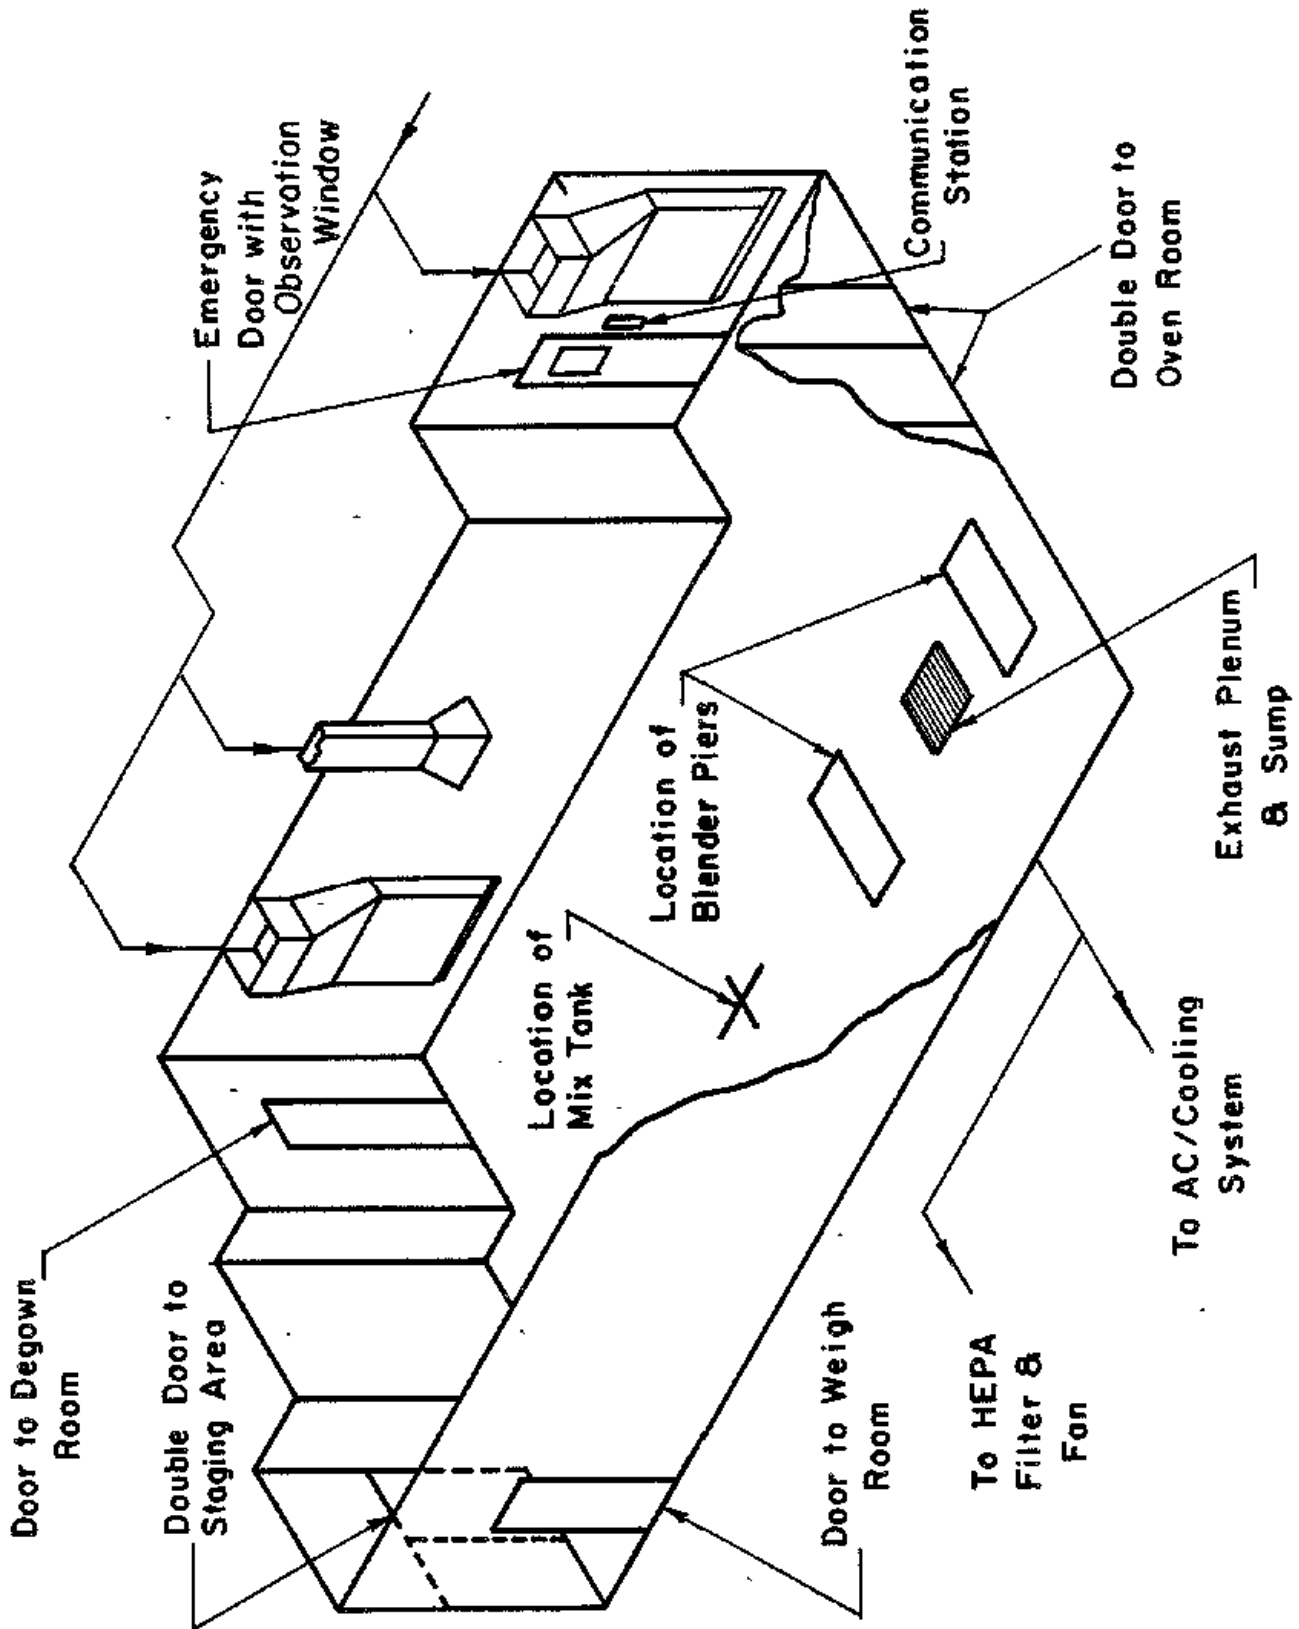 Door to Degown
Room
Double Door to
Staging Area
Emergency
Door with
Observation
Window
Location of
Mix Tank
Location of
Blender Piers
Communication
Station
Door to Weigh
Room
To HEPA
Filter &
Fan
To AC/Cooling
System
Exhaust Plenum
& Sump
Double Door to
Oven Room